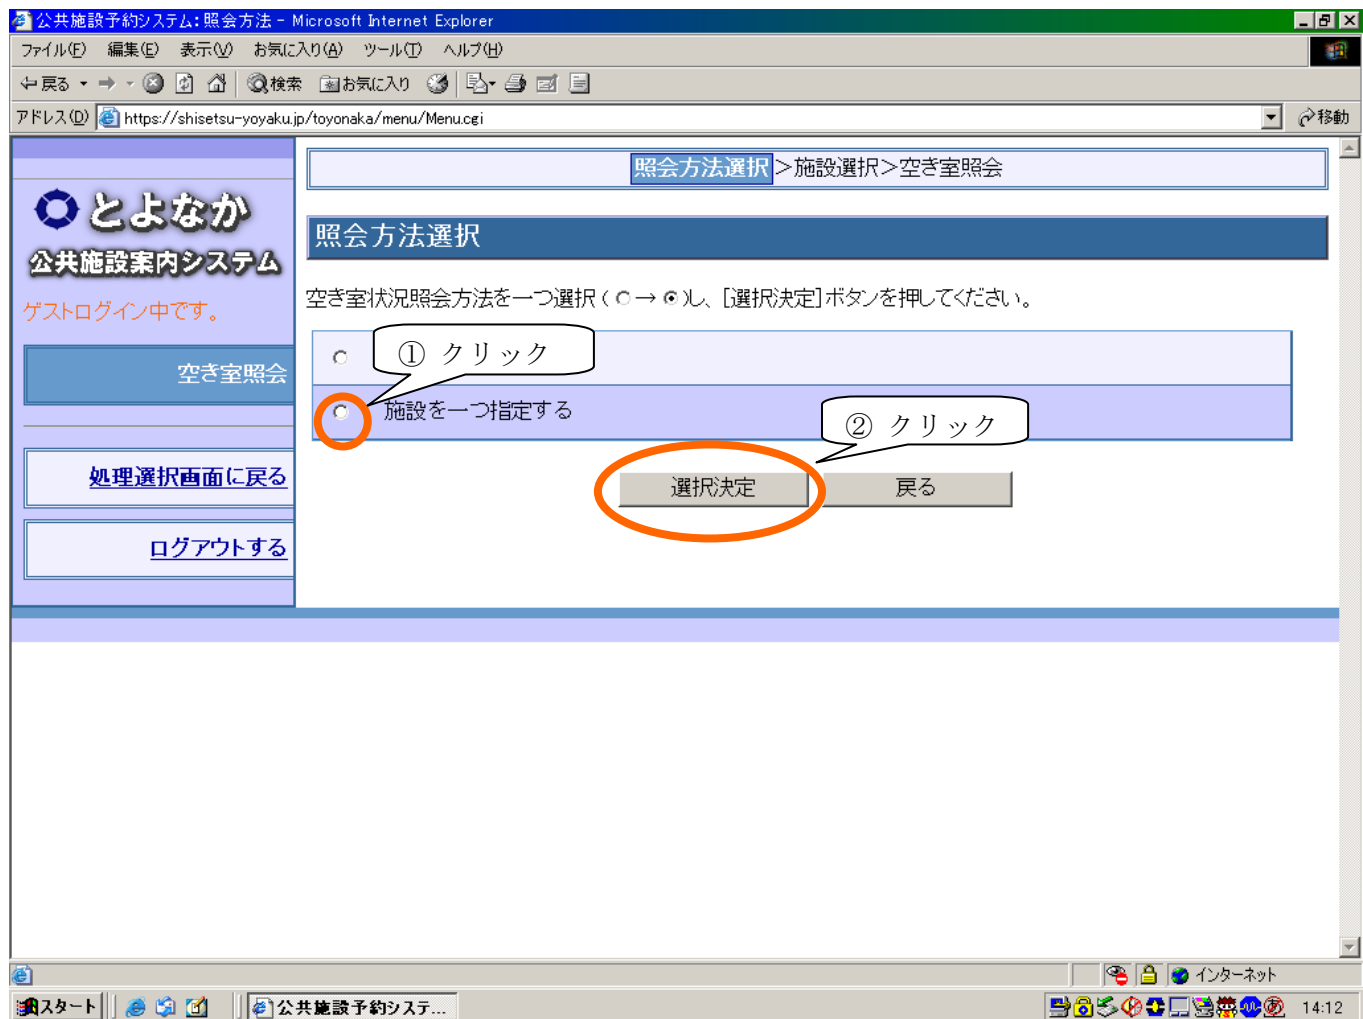 公共施設予約システム:照会方法 - Microsoft Internet Explorer
ファイル(F) 編集(E) 表示(V) お気に入り(A) ツール(T) ヘルプ(H)
戻る 検索 お気に入り
アドレス(D) https://shisetsu-yoyaku.jp/toyonaka/menu/Menu.cgi 移動
照会方法選択>施設選択>空き室照会
とよなか
公共施設案内システム
ゲストログイン中です。
空き室照会
処理選択画面に戻る
ログアウトする
照会方法選択
空き室状況照会方法を一つ選択(○→◉)し、[選択決定]ボタンを押してください。
① クリック
施設を一つ指定する
② クリック
選択決定 戻る
インターネット
スタート 公共施設予約システ... 14:12